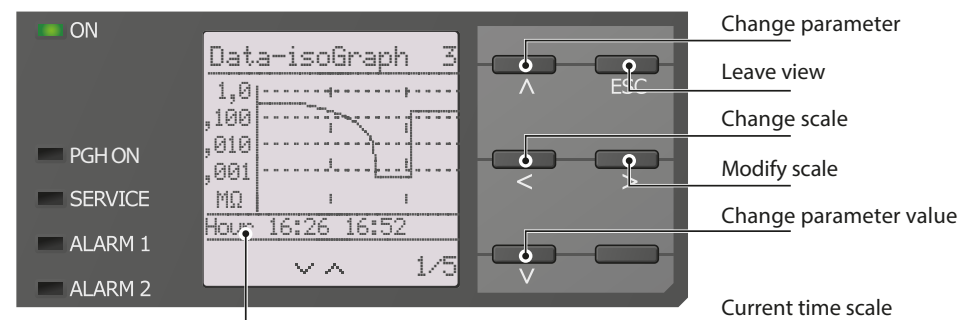 ON
PGH ON
SERVICE
ALARM 1
ALARM 2
Data-isoGraph 3
1,0
,100
,010
,001
MΩ
Hour 16:26 16:52
1/5
ESC
Change parameter
Leave view
Change scale
Modify scale
Change parameter value
Current time scale